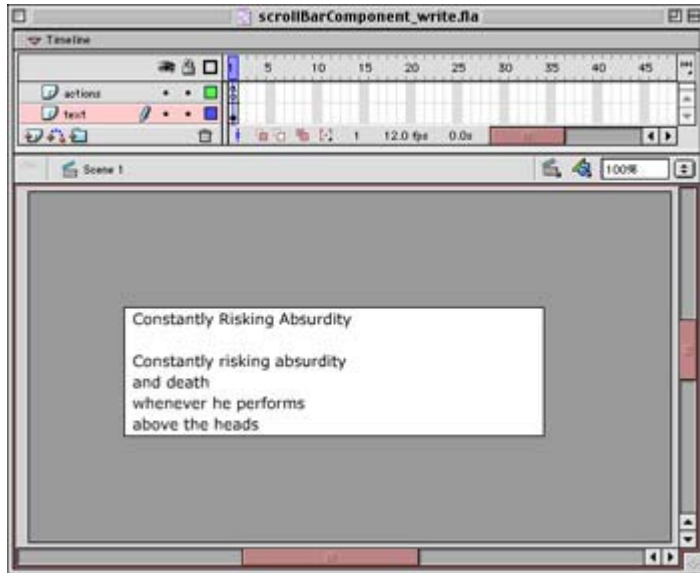 scrollBarComponent_write.fla
Timeline
1 5 10 15 20 25 30 35 40 45
actions
text
1 12.0 fps 0.0s
Scene 1
100%
Constantly Risking Absurdity
Constantly risking absurdity
and death
whenever he performs
above the heads